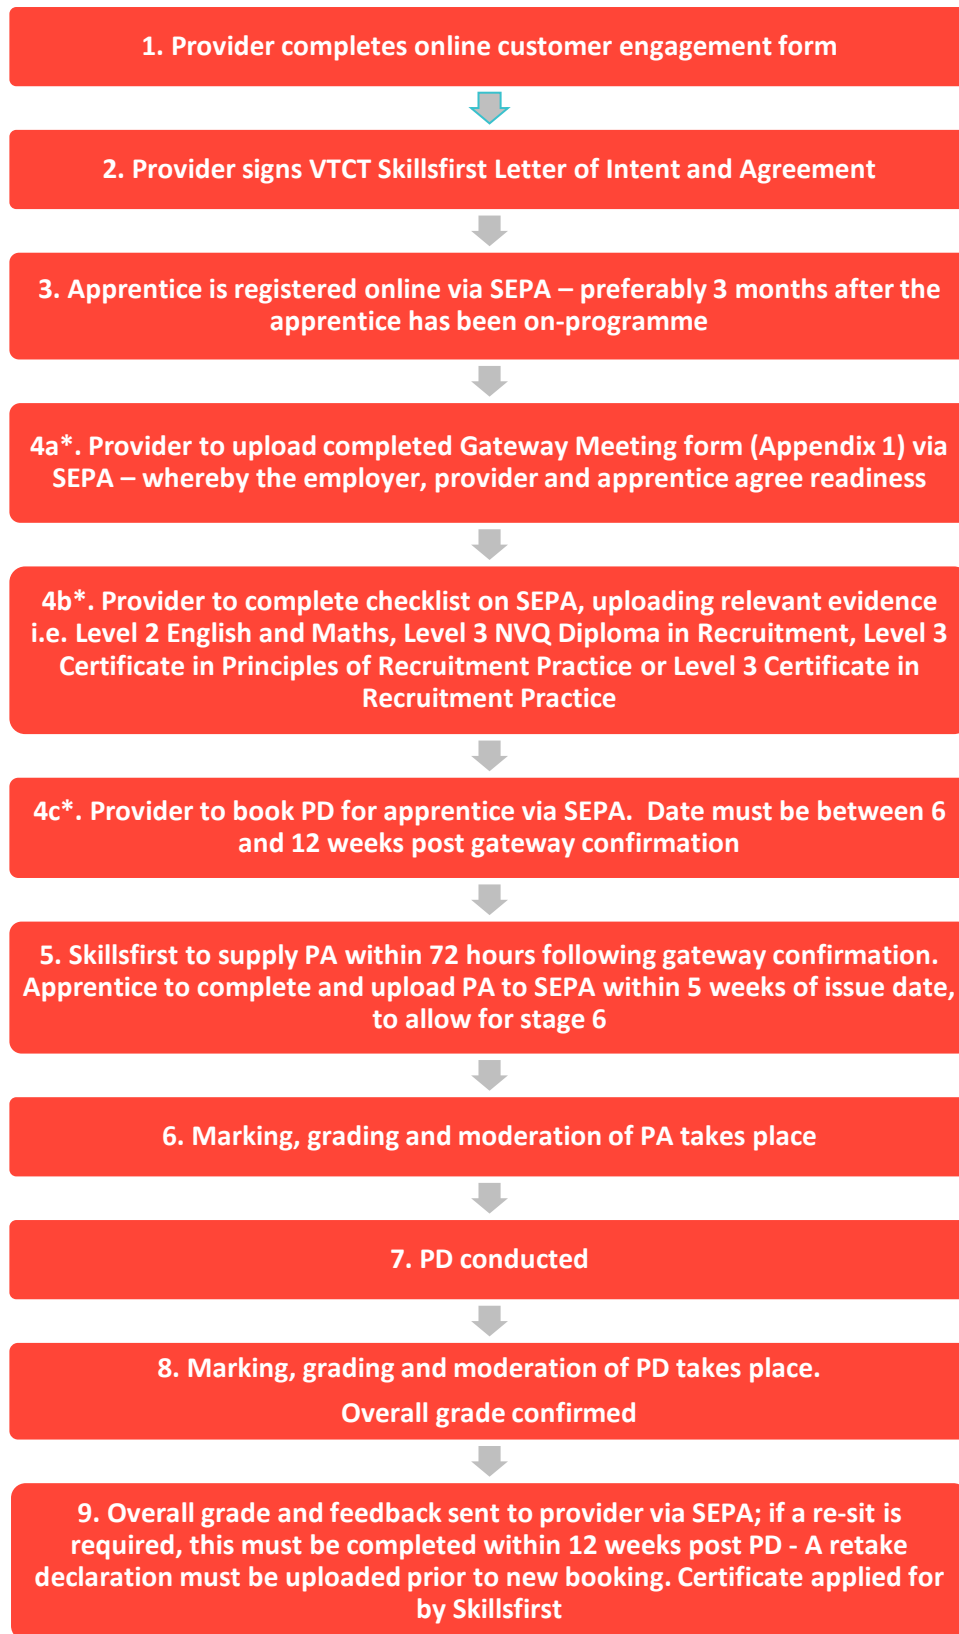 1. Provider completes online customer engagement form
2. Provider signs VTCT Skillsfirst Letter of Intent and Agreement
3. Apprentice is registered online via SEPA – preferably 3 months after the
apprentice has been on-programme
4a*. Provider to upload completed Gateway Meeting form (Appendix 1) via
SEPA – whereby the employer, provider and apprentice agree readiness
4b*. Provider to complete checklist on SEPA, uploading relevant evidence
i.e. Level 2 English and Maths, Level 3 NVQ Diploma in Recruitment, Level 3
Certificate in Principles of Recruitment Practice or Level 3 Certificate in
Recruitment Practice
4c*. Provider to book PD for apprentice via SEPA.  Date must be between 6
and 12 weeks post gateway confirmation
5. Skillsfirst to supply PA within 72 hours following gateway confirmation.
Apprentice to complete and upload PA to SEPA within 5 weeks of issue date,
to allow for stage 6
6. Marking, grading and moderation of PA takes place
7. PD conducted
8. Marking, grading and moderation of PD takes place.
Overall grade confirmed
9. Overall grade and feedback sent to provider via SEPA; if a re-sit is
required, this must be completed within 12 weeks post PD - A retake
declaration must be uploaded prior to new booking. Certificate applied for
by Skillsfirst